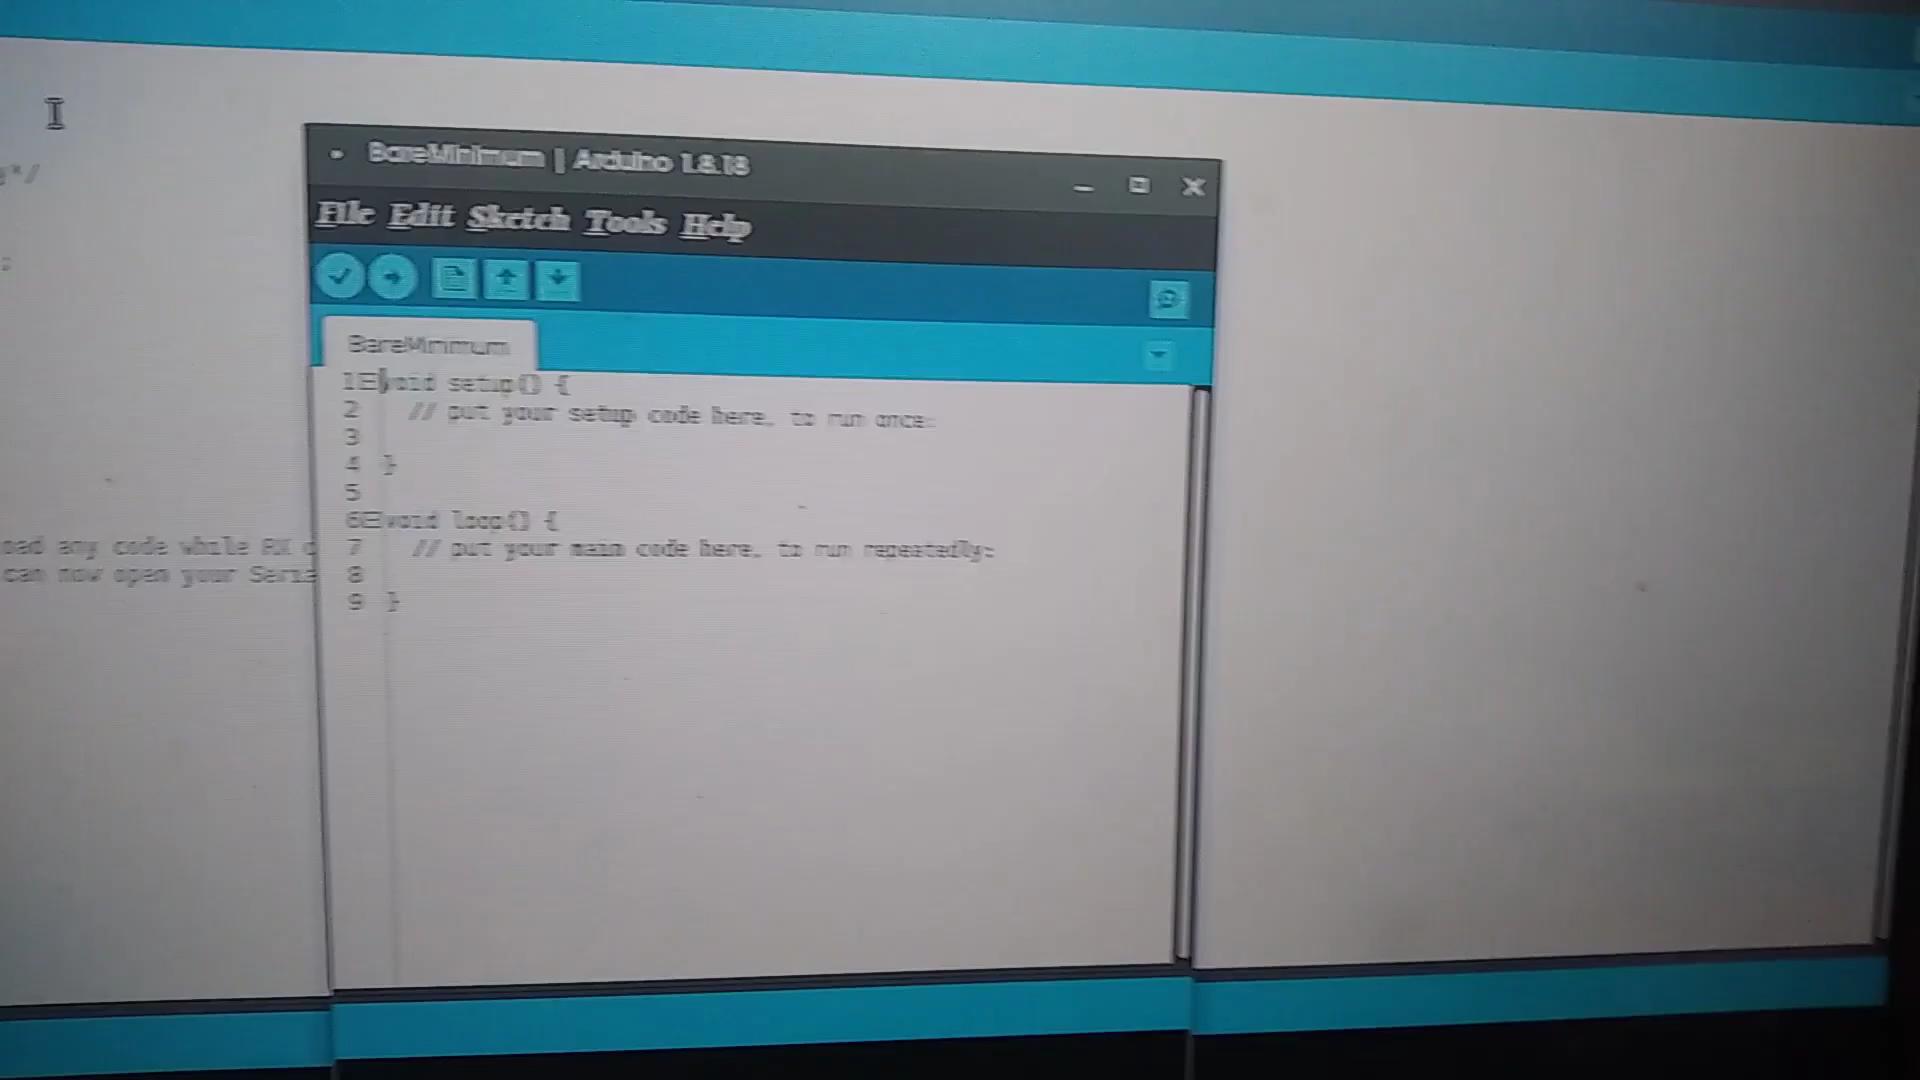 BareMinimum | Arduino 1.8.18
File Edit Sketch Tools Help
BareMinimum
1 void setup() {
2 // put your setup code here, to run once:
3
4 }
5
6 void loop() {
7 // put your main code here, to run repeatedly:
8
9 }
*/
;
any code while RX
can now open your